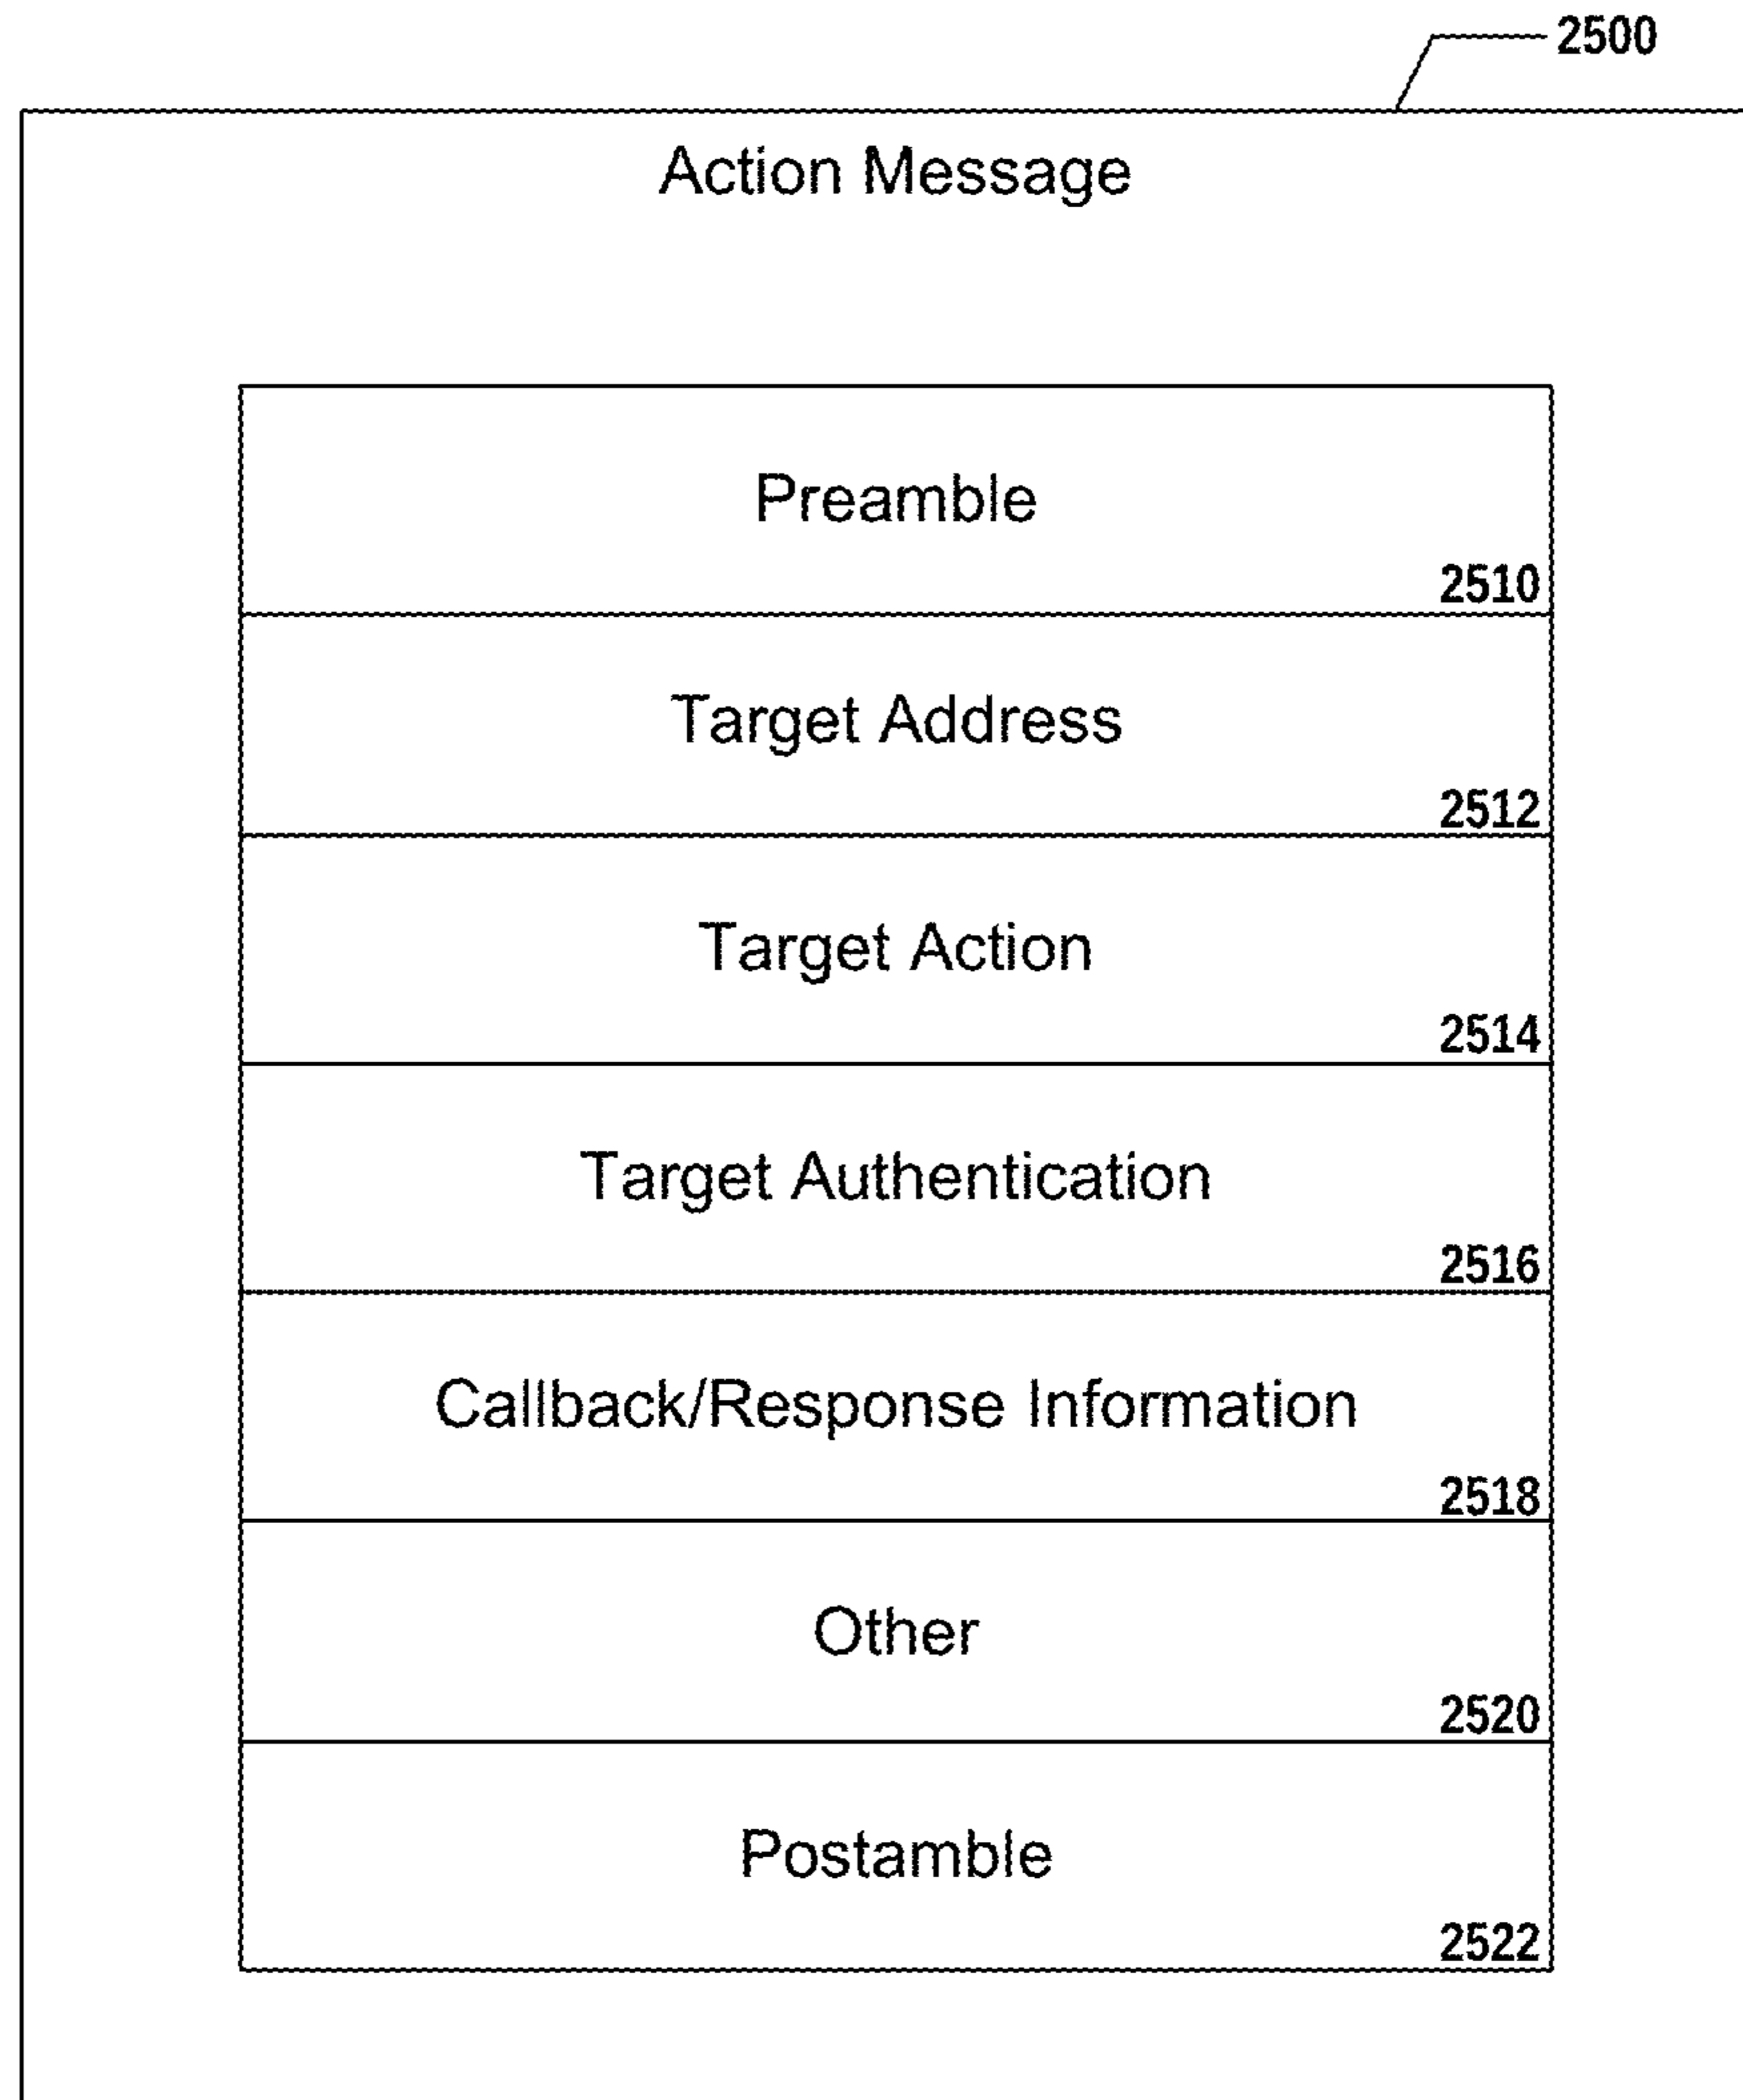 2500
Action Message
Preamble
2510
Target Address
2512
Target Action
2514
Target Authentication
2516
Callback/Response Information
2518
Other
2520
Postamble
2522